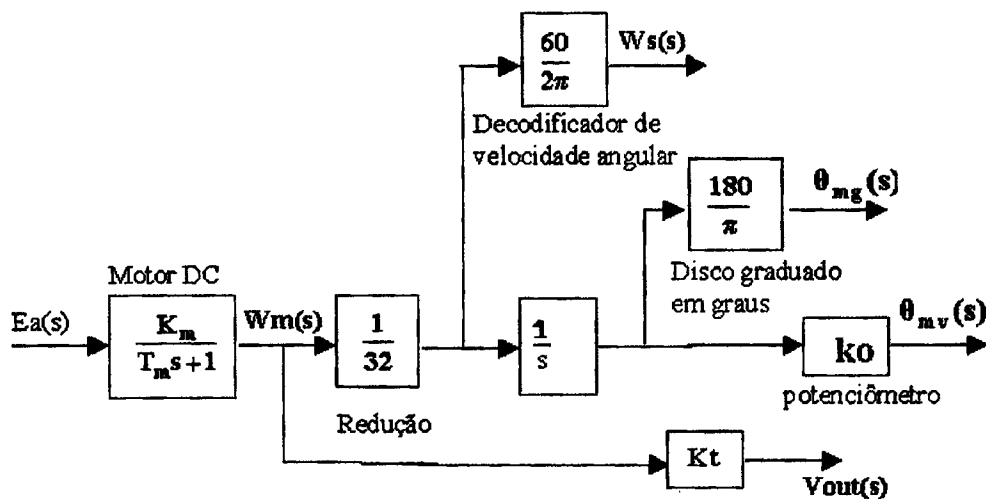 60
2π
Ws(s)
Decodificador de
velocidade angular
180
π
θmg(s)
Disco graduado
em graus
Motor DC
Ea(s)
Km
Tms+1
Wm(s)
1
32
Redução
1
s
ko
θmv(s)
potenciômetro
Kt
Vout(s)